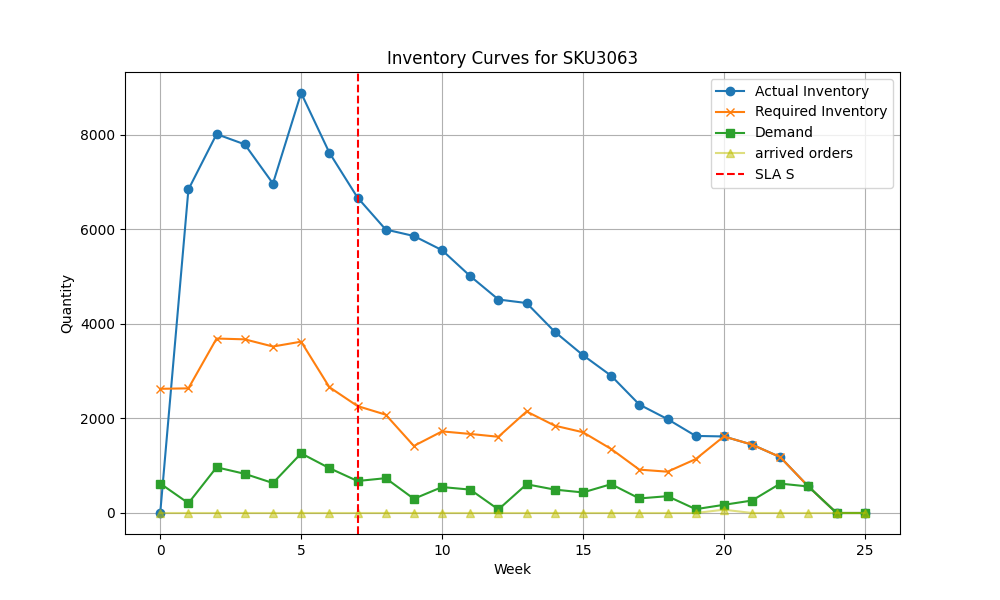 Inventory Curves for SKU3063
Actual Inventory
Required Inventory
Demand
arrived orders
SLA S
Quantity
8000
6000
4000
2000
0
0 5 10 15 20 25
Week